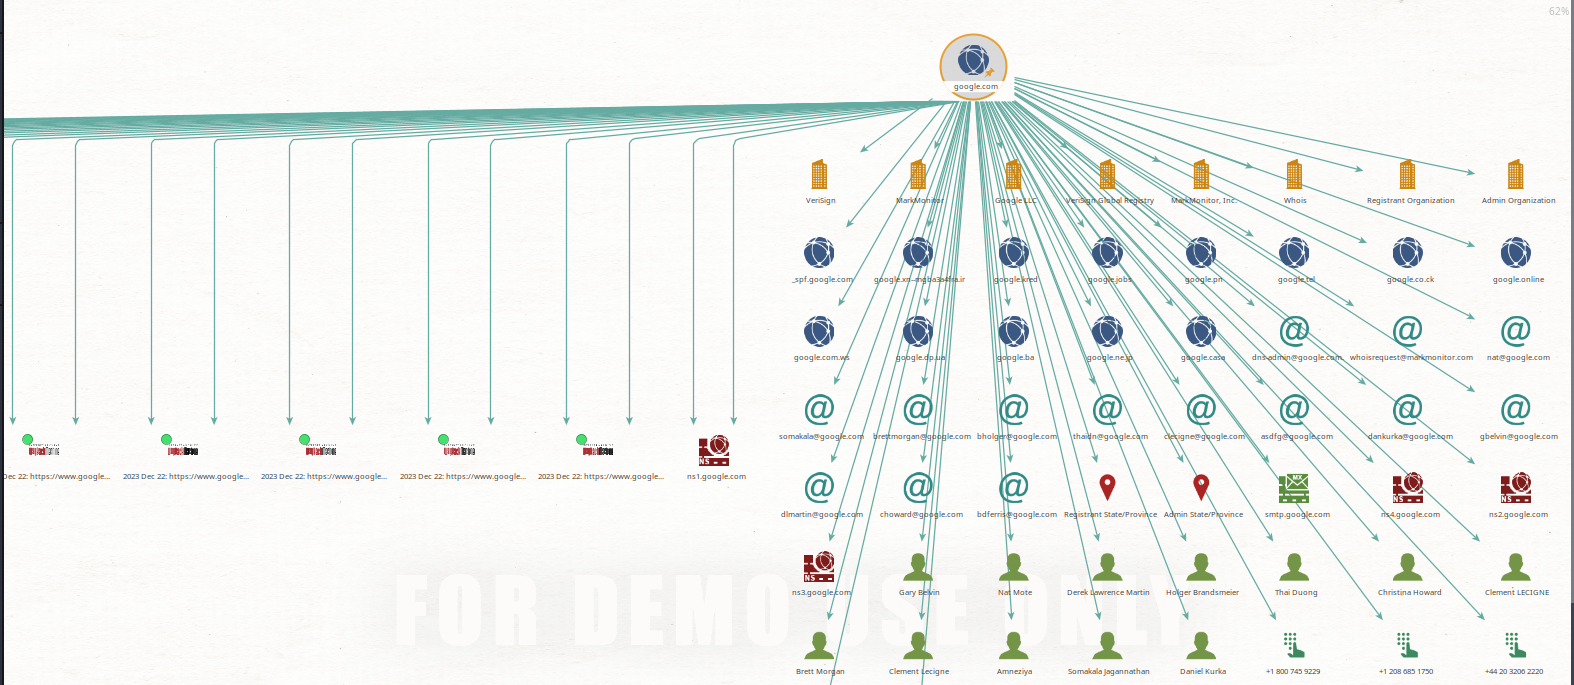 62%
google.com
VeriSign MarkMonitor Google LLC VeriSign Global Registry MarkMonitor, Inc. Whois Registrant Organization Admin Organization
_spf.google.com google.xn--mgba3a4fra.ir google.kred google.jobs google.pn google.tel google.co.ck google.online
google.com.ws google.dp.ua google.ba google.ne.jp google.casa dns-admin@google.com whoisrequest@markmonitor.com nat@google.com
somakala@google.com brettmorgan@google.com bholger@google.com thaidn@google.com clecigne@google.com asdfg@google.com dankurka@google.com gbelvin@google.com
Dec 22: https://www.google... 2023 Dec 22: https://www.google... 2023 Dec 22: https://www.google... 2023 Dec 22: https://www.google... 2023 Dec 22: https://www.google... ns1.google.com
NS
MX
NS
NS
dlmartin@google.com choward@google.com bdferris@google.com Registrant State/Province Admin State/Province smtp.google.com ns4.google.com ns2.google.com
NS
ns3.google.com Gary Belvin Nat Mote Derek Lawrence Martin Holger Brandsmeier Thai Duong Christina Howard Clement LECIGNE
FOR DEMO USE ONLY
Brett Morgan Clement Lecigne Amneziya Somakala Jagannathan Daniel Kurka +1 800 745 9229 +1 208 685 1750 +44 20 3206 2220